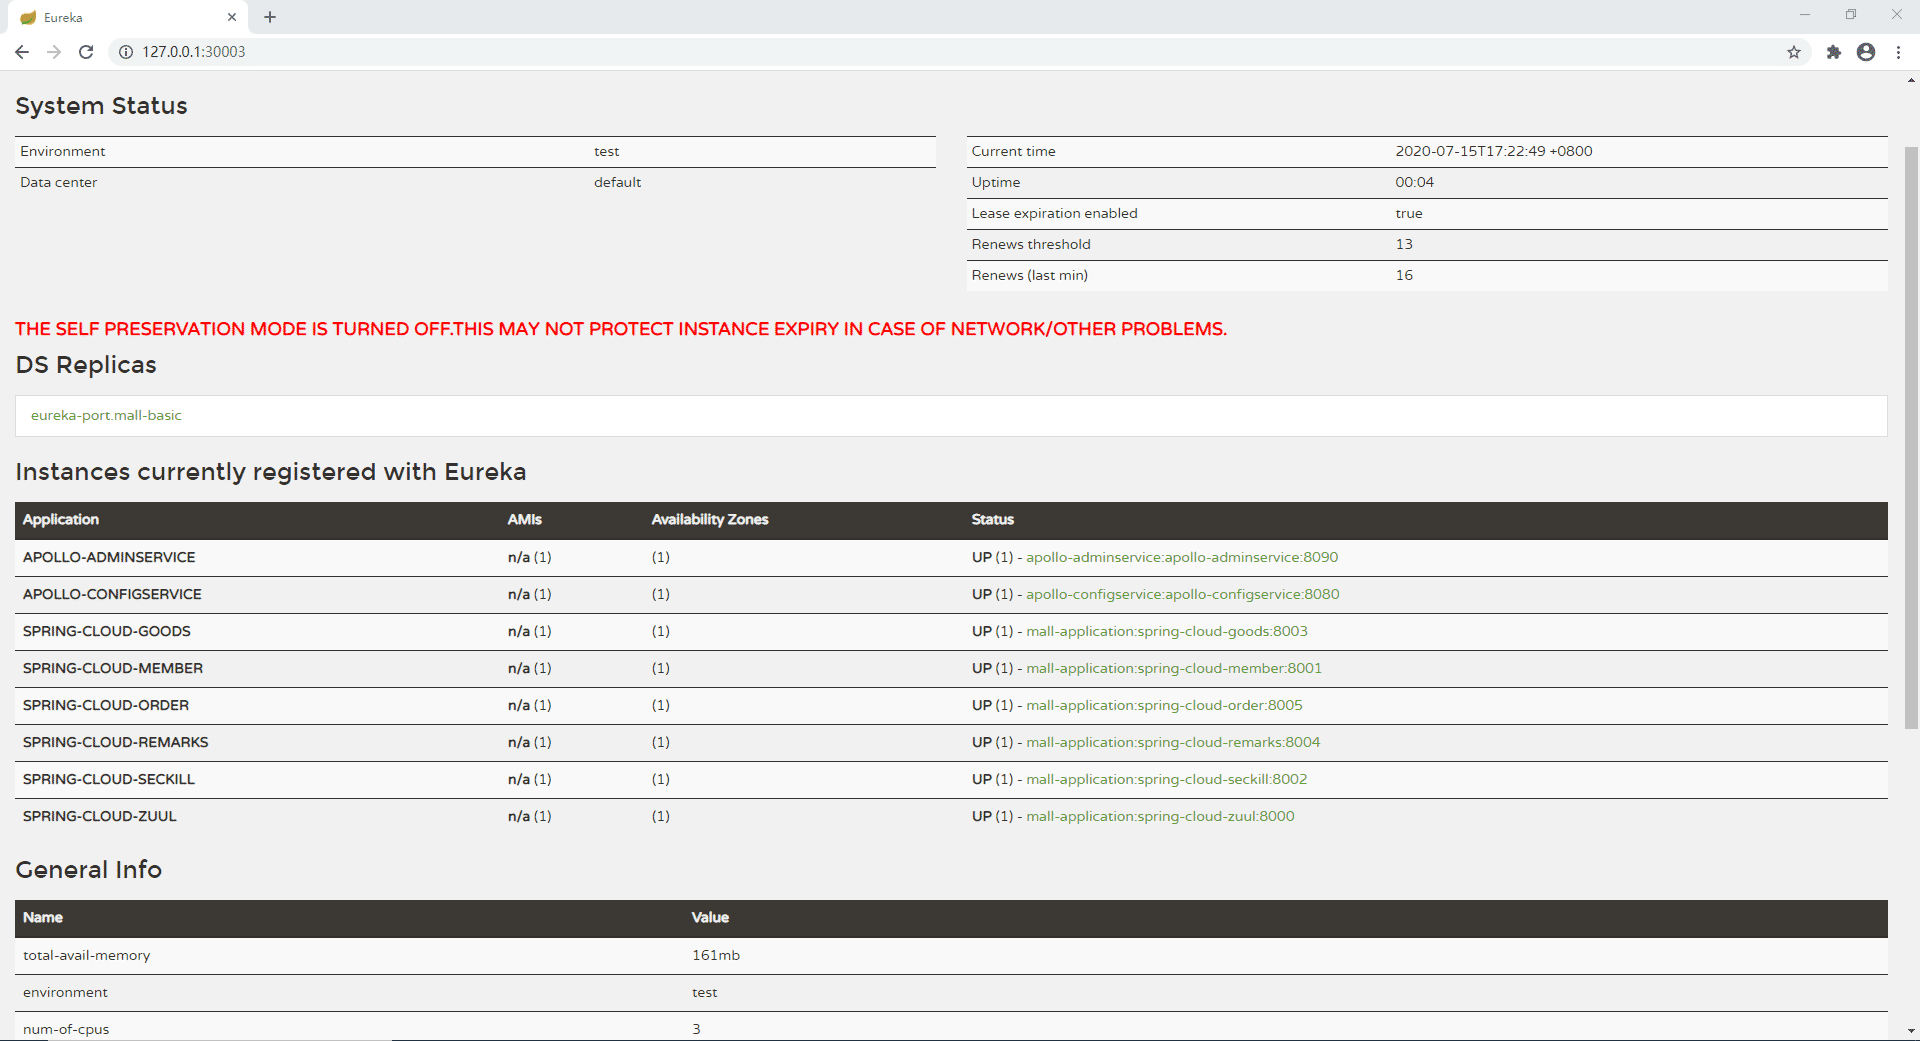 Eureka
127.0.0.1:30003
System Status
Environment test
Data center default
Current time 2020-07-15T17:22:49 +0800
Uptime 00:04
Lease expiration enabled true
Renews threshold 13
Renews (last min) 16
THE SELF PRESERVATION MODE IS TURNED OFF.THIS MAY NOT PROTECT INSTANCE EXPIRY IN CASE OF NETWORK/OTHER PROBLEMS.
DS Replicas
eureka-port.mall-basic
Instances currently registered with Eureka
Application AMIs Availability Zones Status
APOLLO-ADMINSERVICE n/a (1) (1) UP (1) - apollo-adminservice:apollo-adminservice:8090
APOLLO-CONFIGSERVICE n/a (1) (1) UP (1) - apollo-configservice:apollo-configservice:8080
SPRING-CLOUD-GOODS n/a (1) (1) UP (1) - mall-application:spring-cloud-goods:8003
SPRING-CLOUD-MEMBER n/a (1) (1) UP (1) - mall-application:spring-cloud-member:8001
SPRING-CLOUD-ORDER n/a (1) (1) UP (1) - mall-application:spring-cloud-order:8005
SPRING-CLOUD-REMARKS n/a (1) (1) UP (1) - mall-application:spring-cloud-remarks:8004
SPRING-CLOUD-SECKILL n/a (1) (1) UP (1) - mall-application:spring-cloud-seckill:8002
SPRING-CLOUD-ZUUL n/a (1) (1) UP (1) - mall-application:spring-cloud-zuul:8000
General Info
Name Value
total-avail-memory 161mb
environment test
num-of-cpus 3